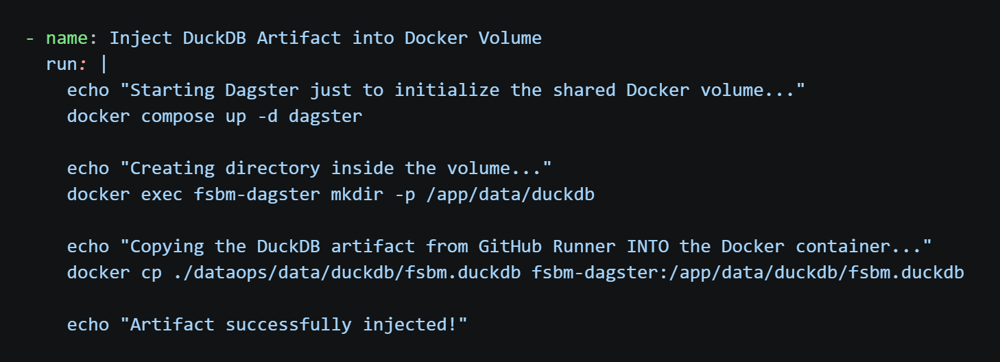 - name: Inject DuckDB Artifact into Docker Volume
run: |
echo "Starting Dagster just to initialize the shared Docker volume..."
docker compose up -d dagster
echo "Creating directory inside the volume..."
docker exec fsbm-dagster mkdir -p /app/data/duckdb
echo "Copying the DuckDB artifact from GitHub Runner INTO the Docker container..."
docker cp ./dataops/data/duckdb/fsbm.duckdb fsbm-dagster:/app/data/duckdb/fsbm.duckdb
echo "Artifact successfully injected!"